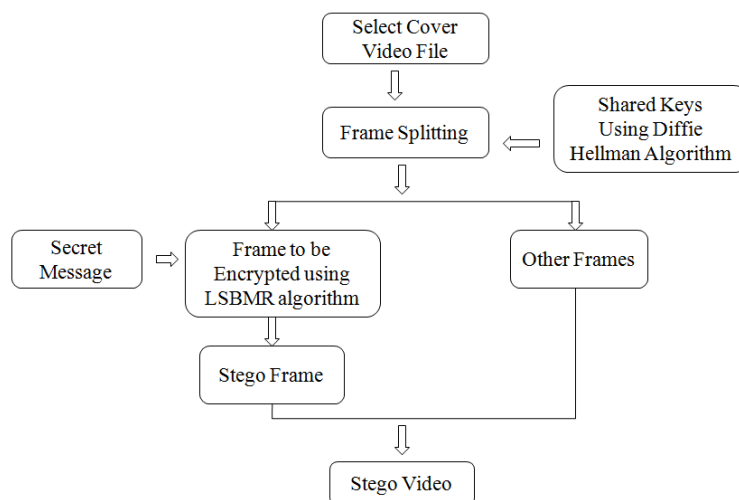 Select Cover
Video File
Frame Splitting
Shared Keys
Using Diffie
Hellman Algorithm
Secret
Message
Frame to be
Encrypted using
LSBMR algorithm
Other Frames
Stego Frame
Stego Video